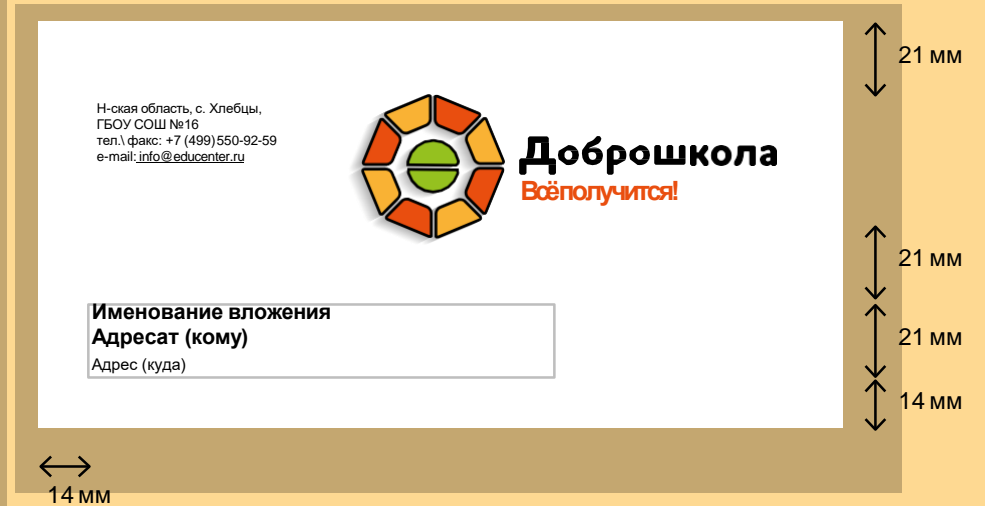 21 мм
Н-ская область, с. Хлебцы,
ГБОУ СОШ №16
тел.\ факс: +7 (499)550-92-59
e-mail: info@educenter.ru
Доброшкола
Всёполучится!
21 мм
Именование вложения
Адресат (кому)
Адрес (куда)
21 мм
14 мм
14 мм